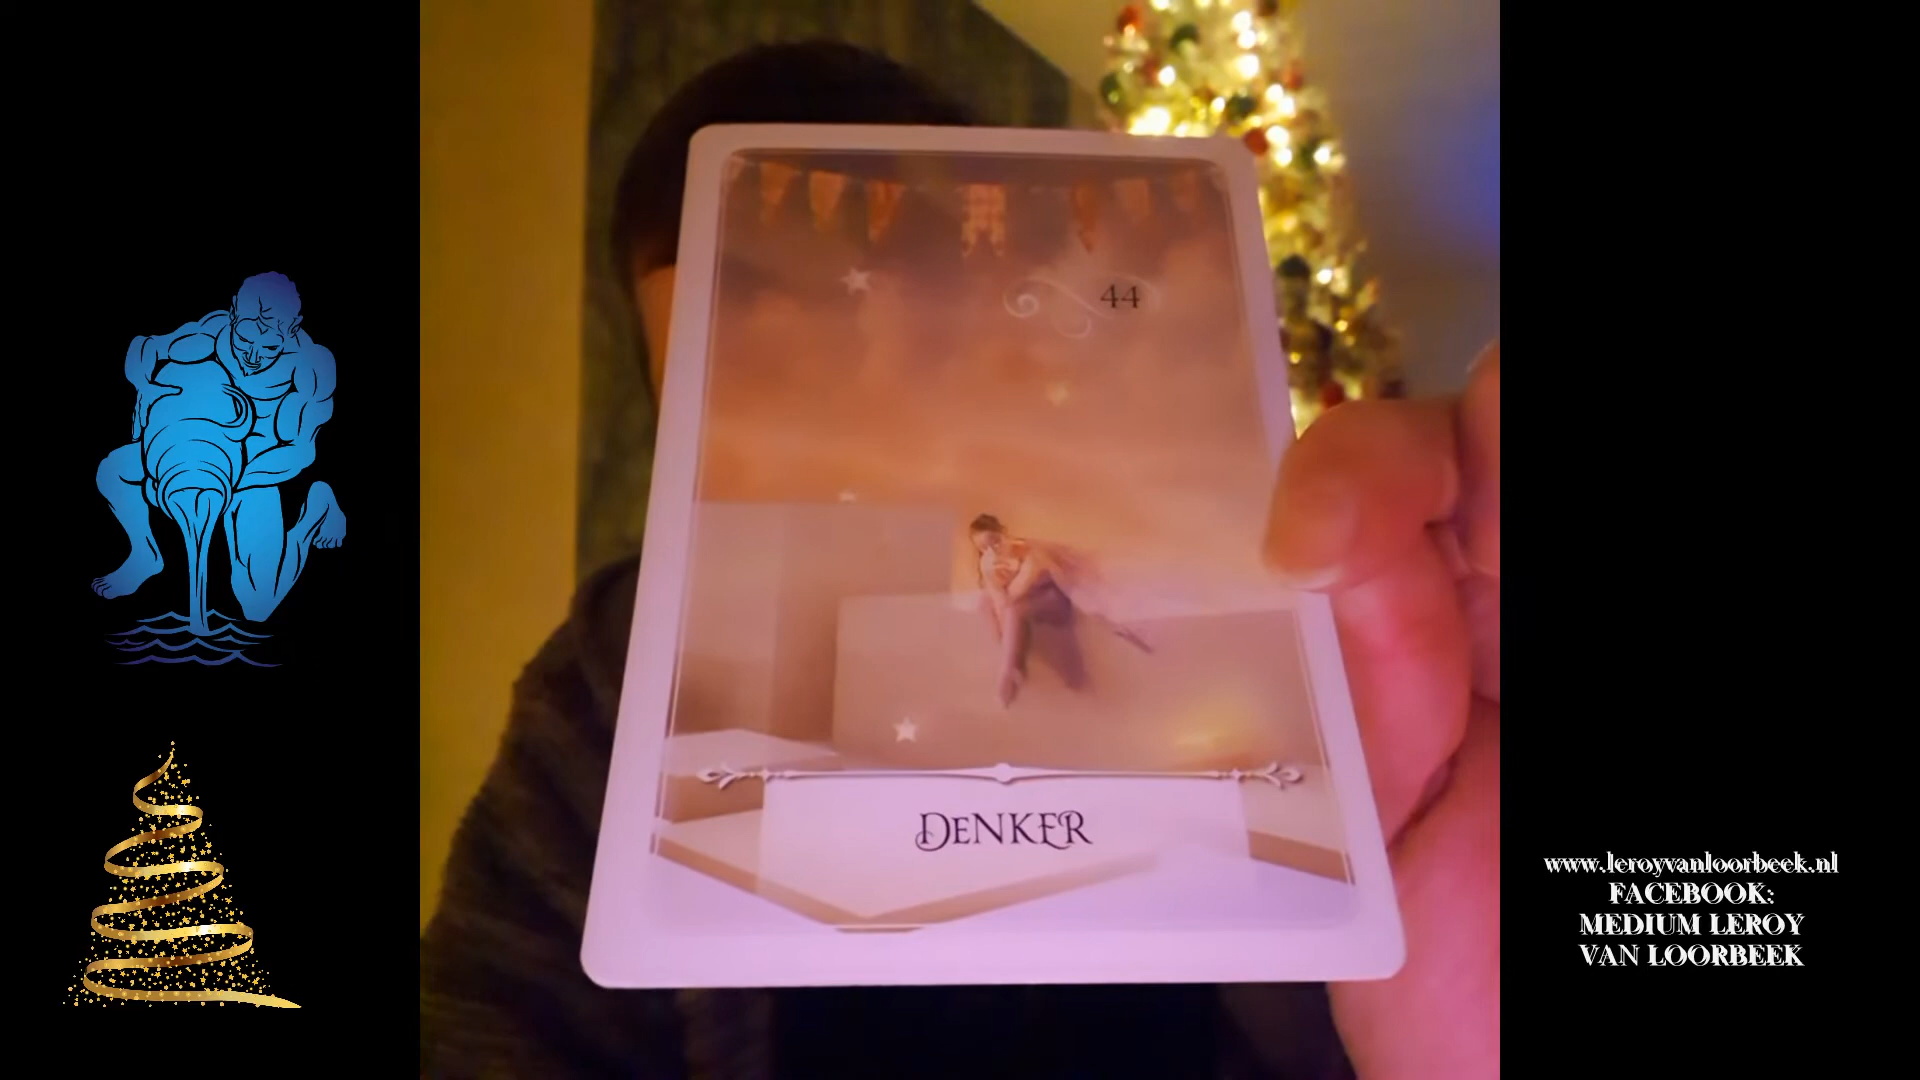 44
DENKER
www.leroyvanloorbeek.nl
FACEBOOK:
MEDIUM LEROY
VAN LOORBEEK